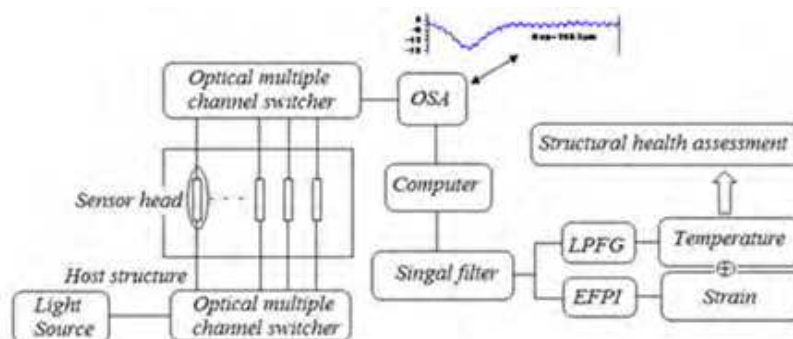 Optical multiple
channel switcher
OSA
Structural health assessment
Computer
Sensor head
LPFG
Temperature
Singal filter
Host structure
EFPI
Strain
Light
Source
Optical multiple
channel switcher